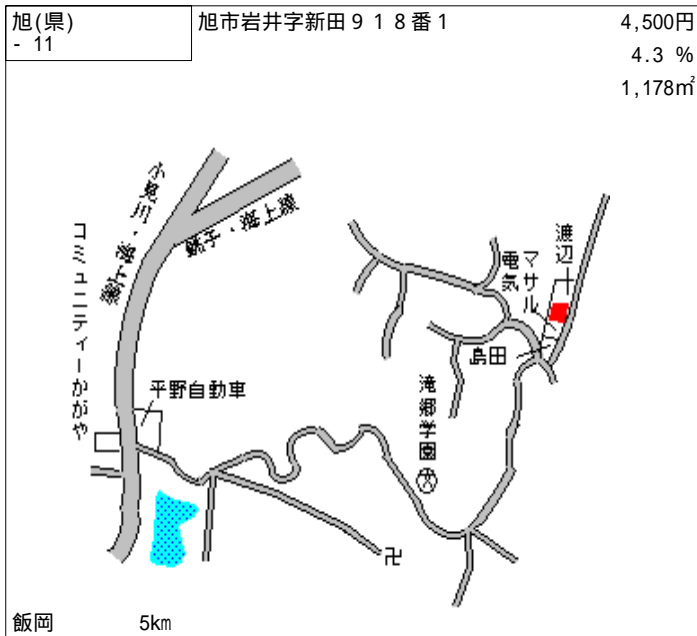 旭(県)
- 11
旭市岩井字新田９１８番1
4,500円
4.3 %
1,178㎡
小見川・海上線
銚子・海上線
コミュニティーかがや
平野自動車
渡辺
マサル
電気
島田
滝郷学園
文
卍
飯岡
5km